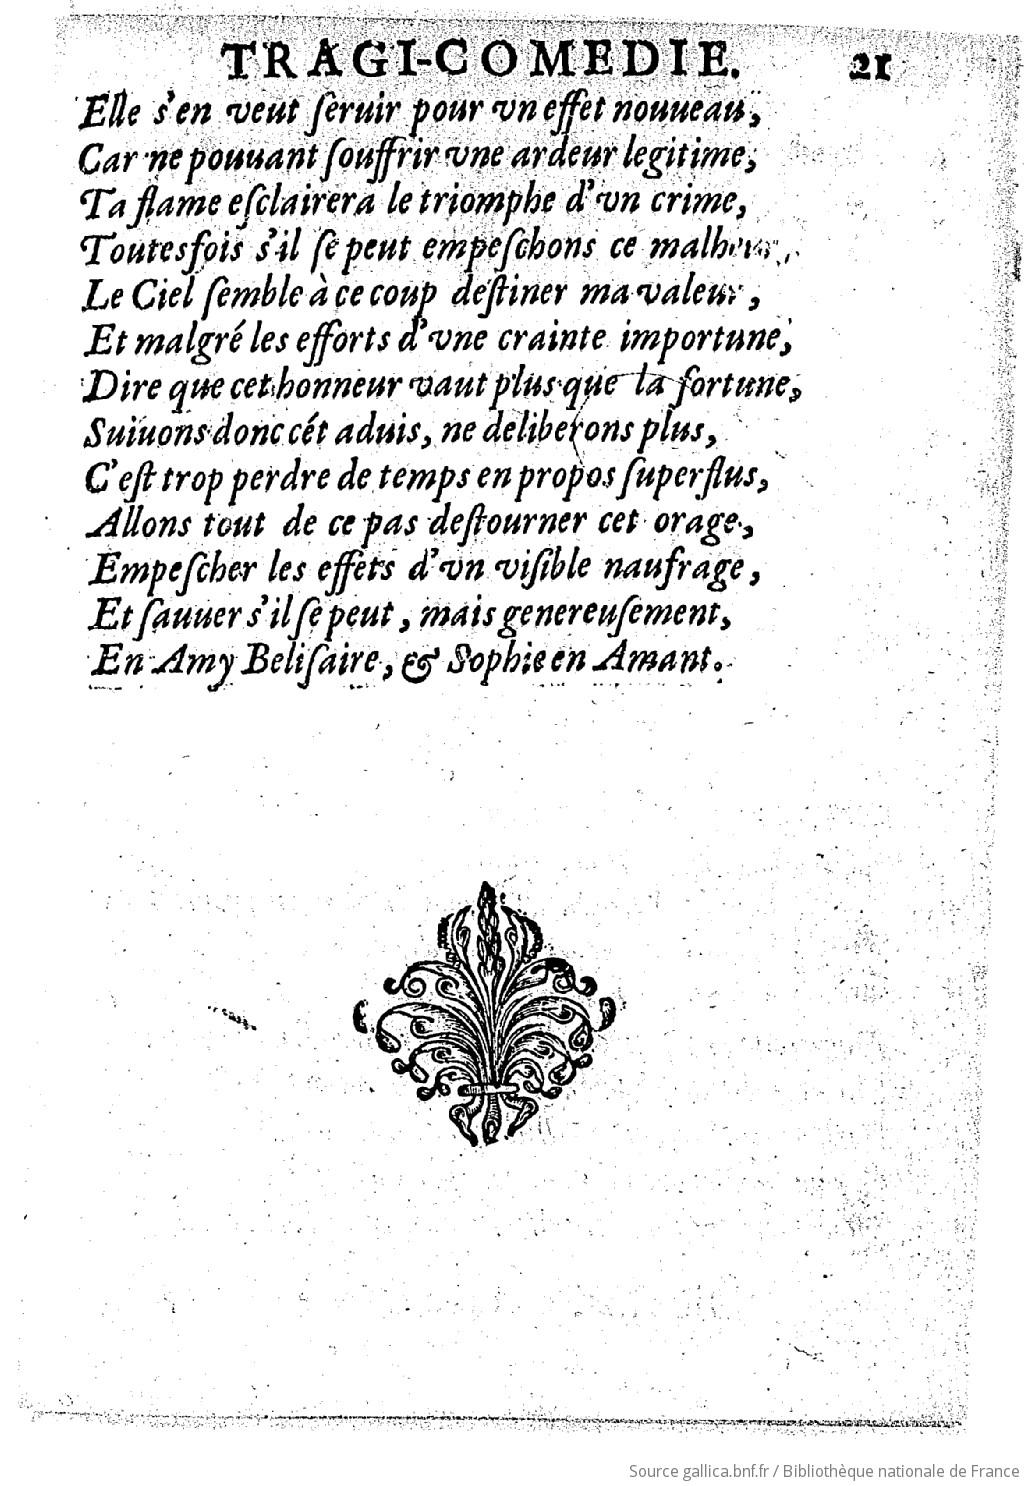 TRAGI-COMEDIE. 21
Elle s'en veut ſeruir pour vn effet nouueau,
Car ne pouuant ſouffrir vne ardeur legitime,
Ta flame eſclairera le triomphe d'vn crime,
Toutesfois s'il ſe peut empeſchons ce malheur,
Le Ciel ſemble à ce coup deſtiner ma valeur,
Et malgré les efforts d'vne crainte importune,
Dire que cet honneur vaut plus que la fortune,
Suiuons donc cét aduis, ne deliberons plus,
C'eſt trop perdre de temps en propos ſuperflus,
Allons tout de ce pas deſtourner cet orage,
Empeſcher les effets d'vn viſible naufrage,
Et ſauuer s'il ſe peut, mais genereuſement,
En Amy Beliſaire, & Sophie en Amant.
Source gallica.bnf.fr / Bibliothèque nationale de France